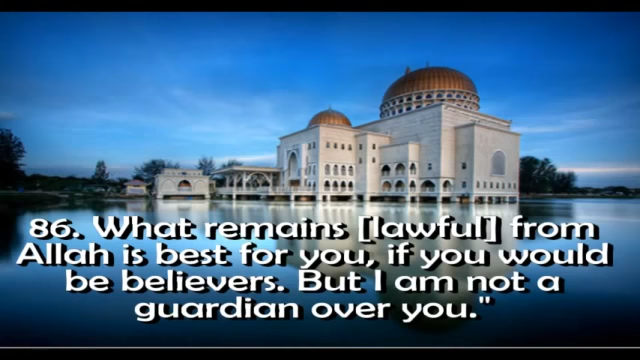 86. What remains [lawful] from
Allah is best for you, if you would
be believers. But I am not a
guardian over you."